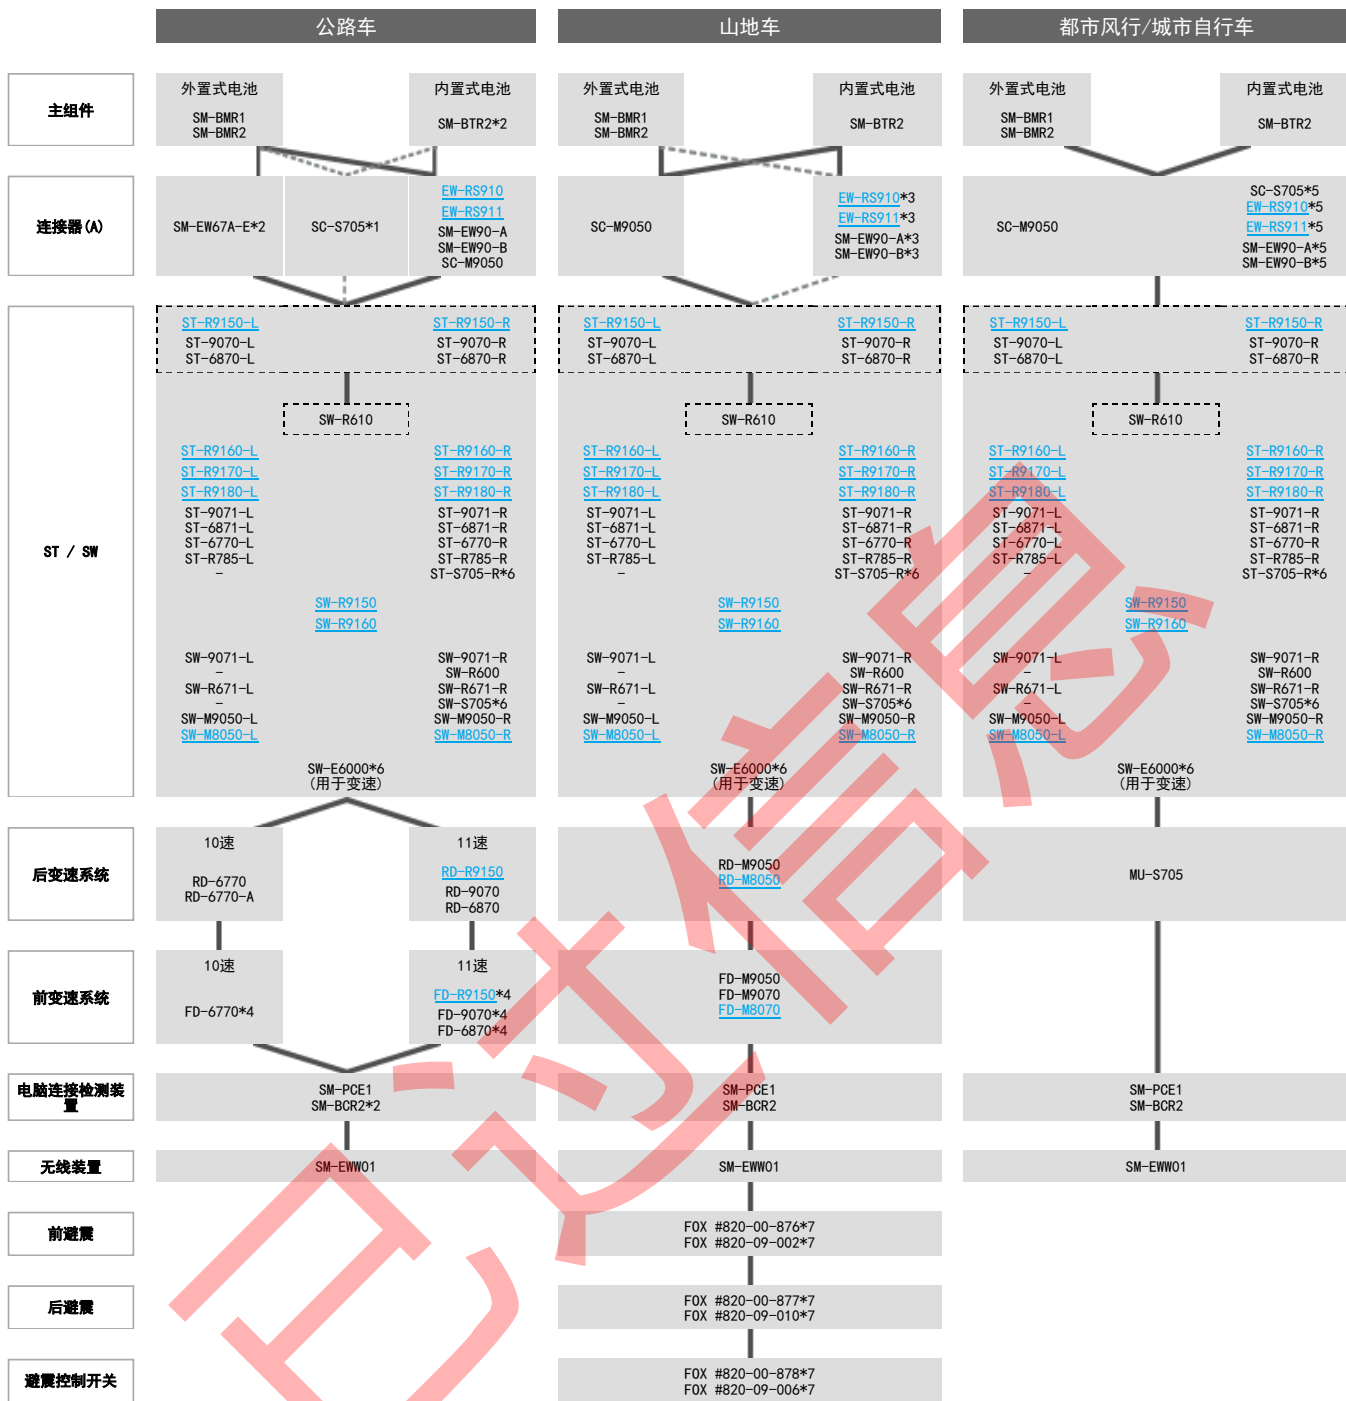 公路车
山地车
都市风行/城市自行车
主组件
外置式电池
SM-BMR1
SM-BMR2
内置式电池
SM-BTR2*2
外置式电池
SM-BMR1
SM-BMR2
内置式电池
SM-BTR2
外置式电池
SM-BMR1
SM-BMR2
内置式电池
SM-BTR2
连接器(A)
SM-EW67A-E*2
SC-S705*1
EW-RS910
EW-RS911
SM-EW90-A
SM-EW90-B
SC-M9050
SC-M9050
EW-RS910*3
EW-RS911*3
SM-EW90-A*3
SM-EW90-B*3
SC-M9050
SC-S705*5
EW-RS910*5
EW-RS911*5
SM-EW90-A*5
SM-EW90-B*5
ST / SW
ST-R9150-L
ST-9070-L
ST-6870-L
ST-R9150-R
ST-9070-R
ST-6870-R
SW-R610
ST-R9160-L
ST-R9170-L
ST-R9180-L
ST-9071-L
ST-6871-L
ST-6770-L
ST-R785-L
-
ST-R9160-R
ST-R9170-R
ST-R9180-R
ST-9071-R
ST-6871-R
ST-6770-R
ST-R785-R
ST-S705-R*6
SW-R9150
SW-R9160
SW-9071-L
-
SW-R671-L
-
SW-M9050-L
SW-M8050-L
SW-9071-R
SW-R600
SW-R671-R
SW-S705*6
SW-M9050-R
SW-M8050-R
SW-E6000*6
(用于变速)
ST-R9150-L
ST-9070-L
ST-6870-L
ST-R9150-R
ST-9070-R
ST-6870-R
SW-R610
ST-R9160-L
ST-R9170-L
ST-R9180-L
ST-9071-L
ST-6871-L
ST-6770-L
ST-R785-L
-
ST-R9160-R
ST-R9170-R
ST-R9180-R
ST-9071-R
ST-6871-R
ST-6770-R
ST-R785-R
ST-S705-R*6
SW-R9150
SW-R9160
SW-9071-L
-
SW-R671-L
-
SW-M9050-L
SW-M8050-L
SW-9071-R
SW-R600
SW-R671-R
SW-S705*6
SW-M9050-R
SW-M8050-R
SW-E6000*6
(用于变速)
ST-R9150-L
ST-9070-L
ST-6870-L
ST-R9150-R
ST-9070-R
ST-6870-R
SW-R610
ST-R9160-L
ST-R9170-L
ST-R9180-L
ST-9071-L
ST-6871-L
ST-6770-L
ST-R785-L
-
ST-R9160-R
ST-R9170-R
ST-R9180-R
ST-9071-R
ST-6871-R
ST-6770-R
ST-R785-R
ST-S705-R*6
SW-R9150
SW-R9160
SW-9071-L
-
SW-R671-L
-
SW-M9050-L
SW-M8050-L
SW-9071-R
SW-R600
SW-R671-R
SW-S705*6
SW-M9050-R
SW-M8050-R
SW-E6000*6
(用于变速)
后变速系统
10速
RD-6770
RD-6770-A
11速
RD-R9150
RD-9070
RD-6870
RD-M9050
RD-M8050
MU-S705
前变速系统
10速
FD-6770*4
11速
FD-R9150*4
FD-9070*4
FD-6870*4
FD-M9050
FD-M9070
FD-M8070
电脑连接检测装
置
SM-PCE1
SM-BCR2*2
SM-PCE1
SM-BCR2
SM-PCE1
SM-BCR2
无线装置
SM-EWW01
SM-EWW01
SM-EWW01
前避震
FOX #820-00-876*7
FOX #820-09-002*7
后避震
FOX #820-00-877*7
FOX #820-09-010*7
避震控制开关
FOX #820-00-878*7
FOX #820-09-006*7
已过信息